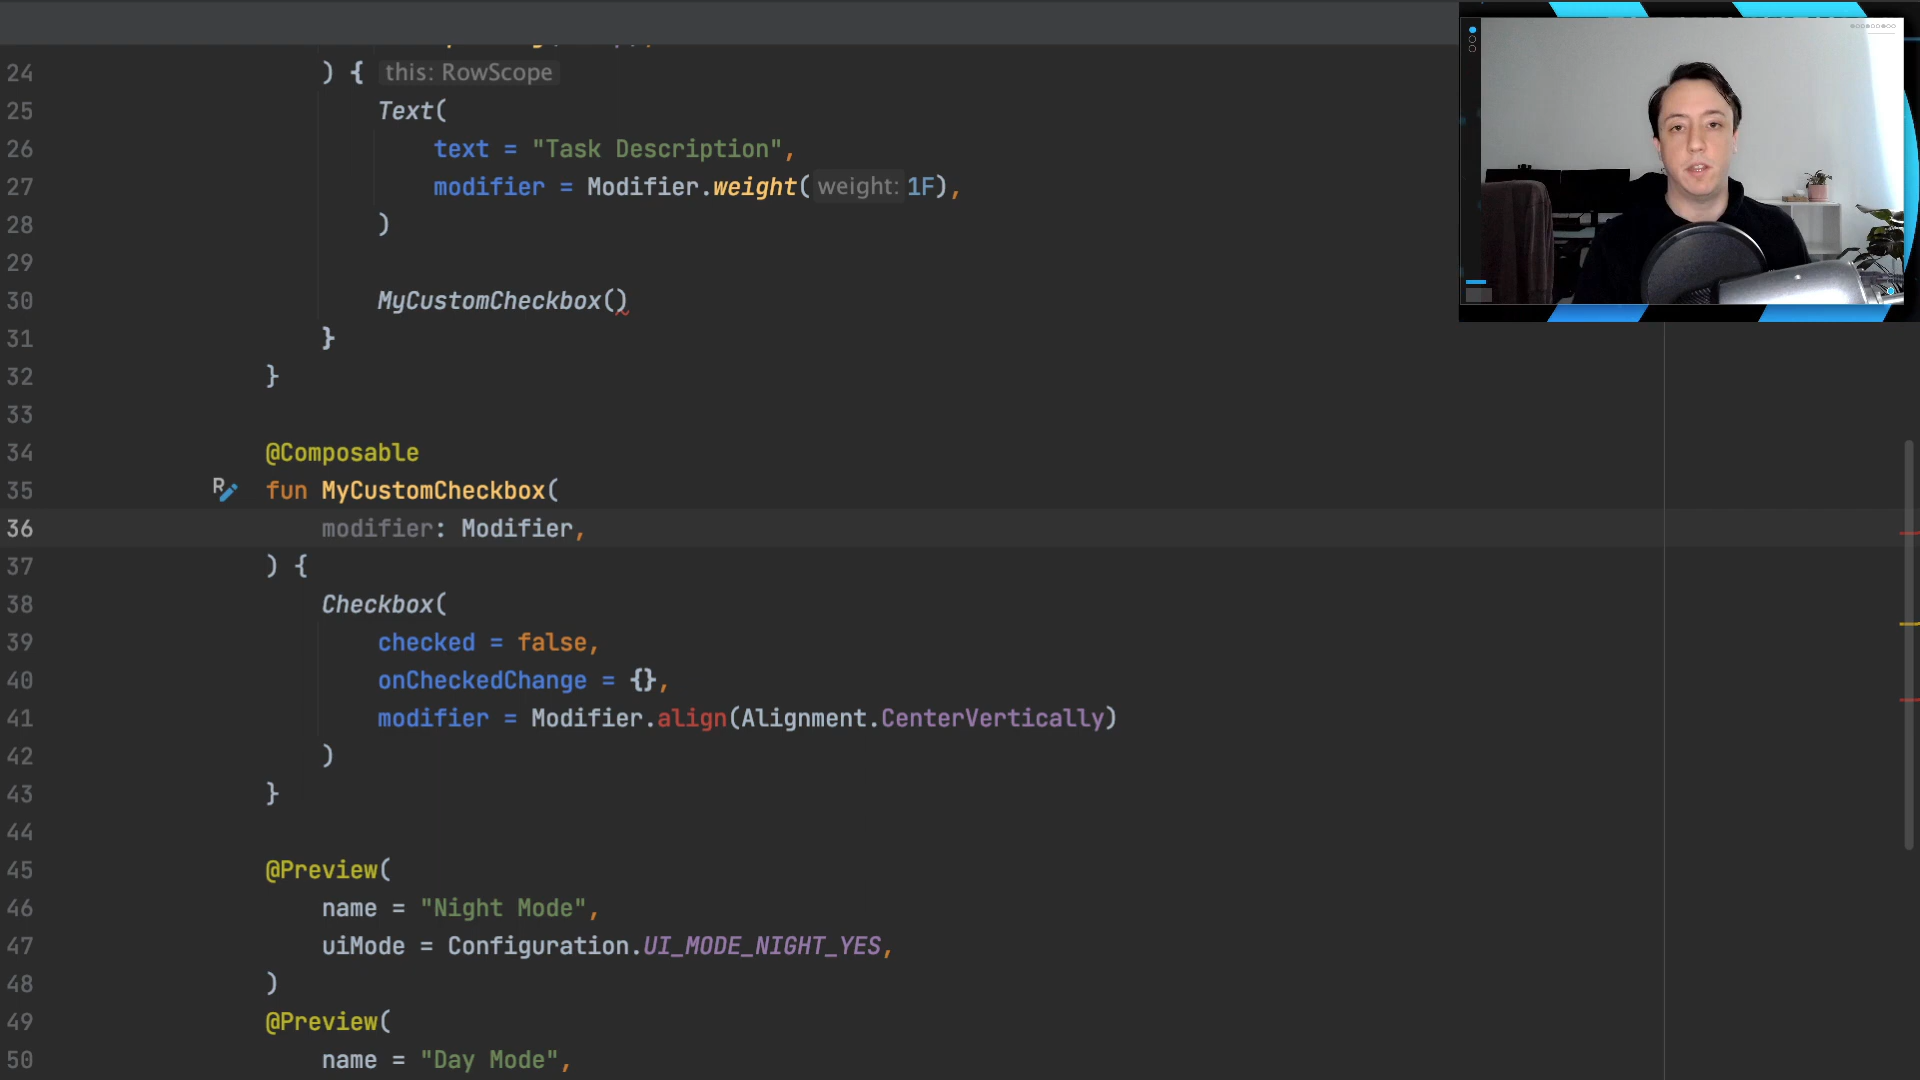 24 ) { this: RowScope
25 Text(
26 text = "Task Description",
27 modifier = Modifier.weight( weight: 1F),
28 )
29
30 MyCustomCheckbox()
31 }
32 }
33
34 @Composable
35 fun MyCustomCheckbox(
36 modifier: Modifier,
37 ) {
38 Checkbox(
39 checked = false,
40 onCheckedChange = {},
41 modifier = Modifier.align(Alignment.CenterVertically)
42 )
43 }
44
45 @Preview(
46 name = "Night Mode",
47 uiMode = Configuration.UI_MODE_NIGHT_YES,
48 )
49 @Preview(
50 name = "Day Mode",